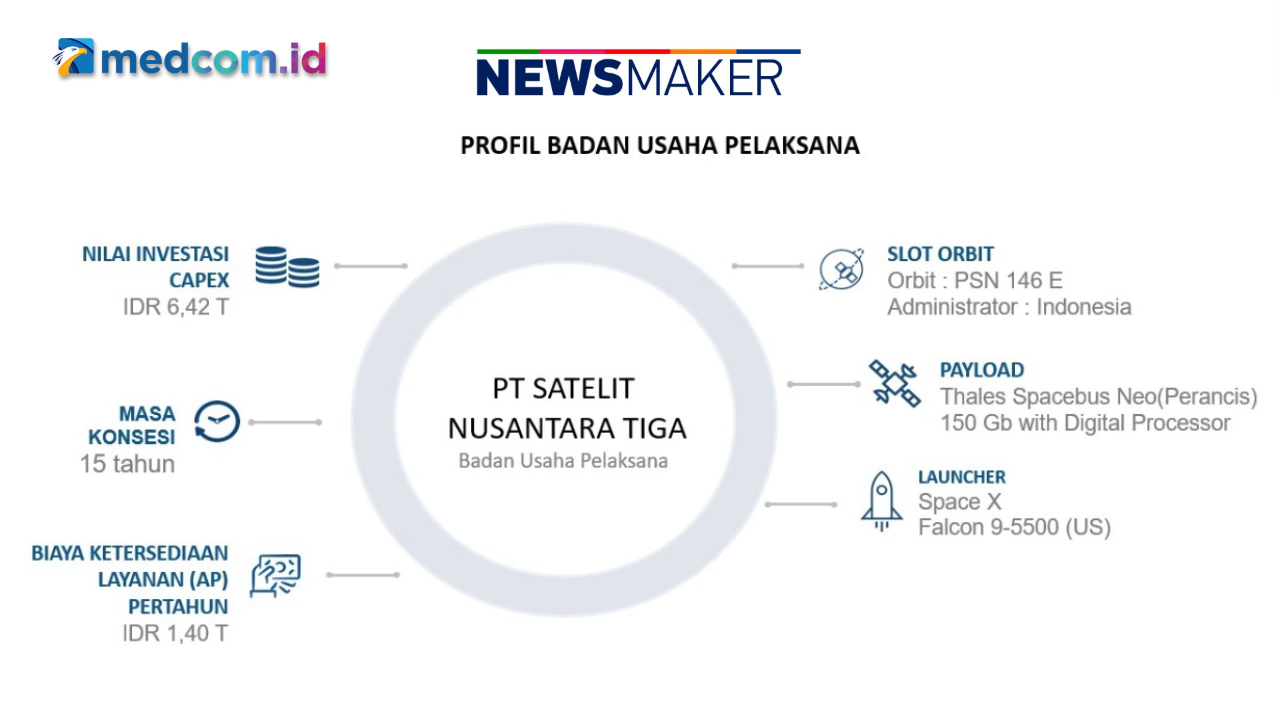 medcom.id
NEWSMAKER
PROFIL BADAN USAHA PELAKSANA
NILAI INVESTASI
CAPEX
IDR 6,42 T
MASA
KONSESI
15 tahun
BIAYA KETERSEDIAAN
LAYANAN (AP)
PERTAHUN
IDR 1,40 T
PT SATELIT
NUSANTARA TIGA
Badan Usaha Pelaksana
SLOT ORBIT
Orbit : PSN 146 E
Administrator : Indonesia
PAYLOAD
Thales Spacebus Neo(Perancis)
150 Gb with Digital Processor
LAUNCHER
Space X
Falcon 9-5500 (US)